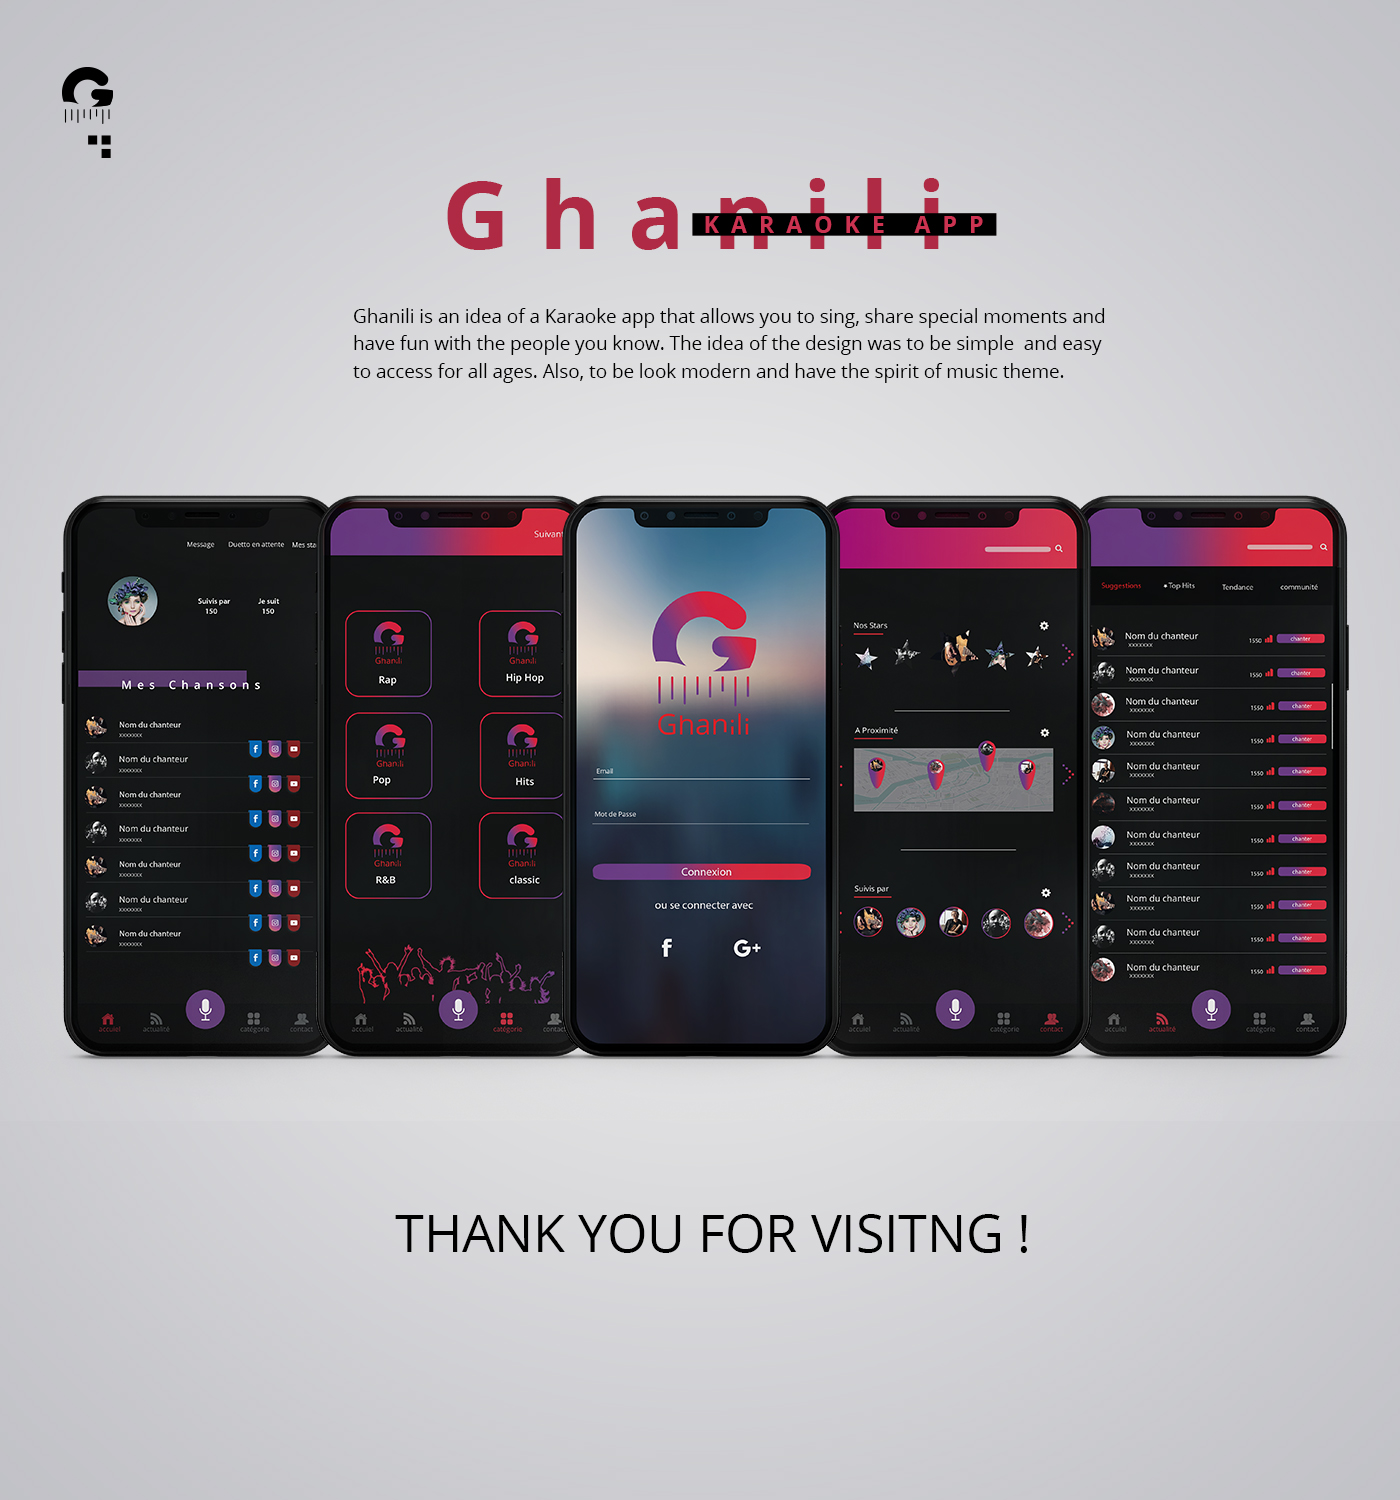 G
Ghanili
KARAOKE APP
Ghanili is an idea of a Karaoke app that allows you to sing, share special moments and
have fun with the people you know. The idea of the design was to be simple  and easy
to access for all ages. Also, to be look modern and have the spirit of music theme.
Message Duetto en attente Mes sta
Suivis par Je suit
150 150
Mes Chansons
Nom du chanteur
xxxxxxx
Nom du chanteur
xxxxxxx
Nom du chanteur
xxxxxxx
Nom du chanteur
xxxxxxx
Nom du chanteur
xxxxxxx
Nom du chanteur
xxxxxxx
Nom du chanteur
xxxxxxx
accuiel actualité catégorie contact
Suivant
Ghanili Ghanili
Rap Hip Hop
Ghanili Ghanili
Pop Hits
Ghanili Ghanili
R&B classic
accuiel actualité catégorie conta
G
Ghanili
Email
Mot de Passe
Connexion
ou se connecter avec
f G+
Nos Stars
A Proximité
Suivis par
accuiel actualité catégorie contact
Suggestions Top Hits Tendance communité
Nom du chanteur 1550 chanter
xxxxxxx
Nom du chanteur 1550 chanter
xxxxxxx
Nom du chanteur 1550 chanter
xxxxxxx
Nom du chanteur 1550 chanter
xxxxxxx
Nom du chanteur 1550 chanter
xxxxxxx
Nom du chanteur 1550 chanter
xxxxxxx
Nom du chanteur 1550 chanter
xxxxxxx
Nom du chanteur 1550 chanter
xxxxxxx
Nom du chanteur 1550 chanter
xxxxxxx
Nom du chanteur 1550 chanter
xxxxxxx
Nom du chanteur 1550 chanter
xxxxxxx
accuiel actualité catégorie contact
THANK YOU FOR VISITNG !